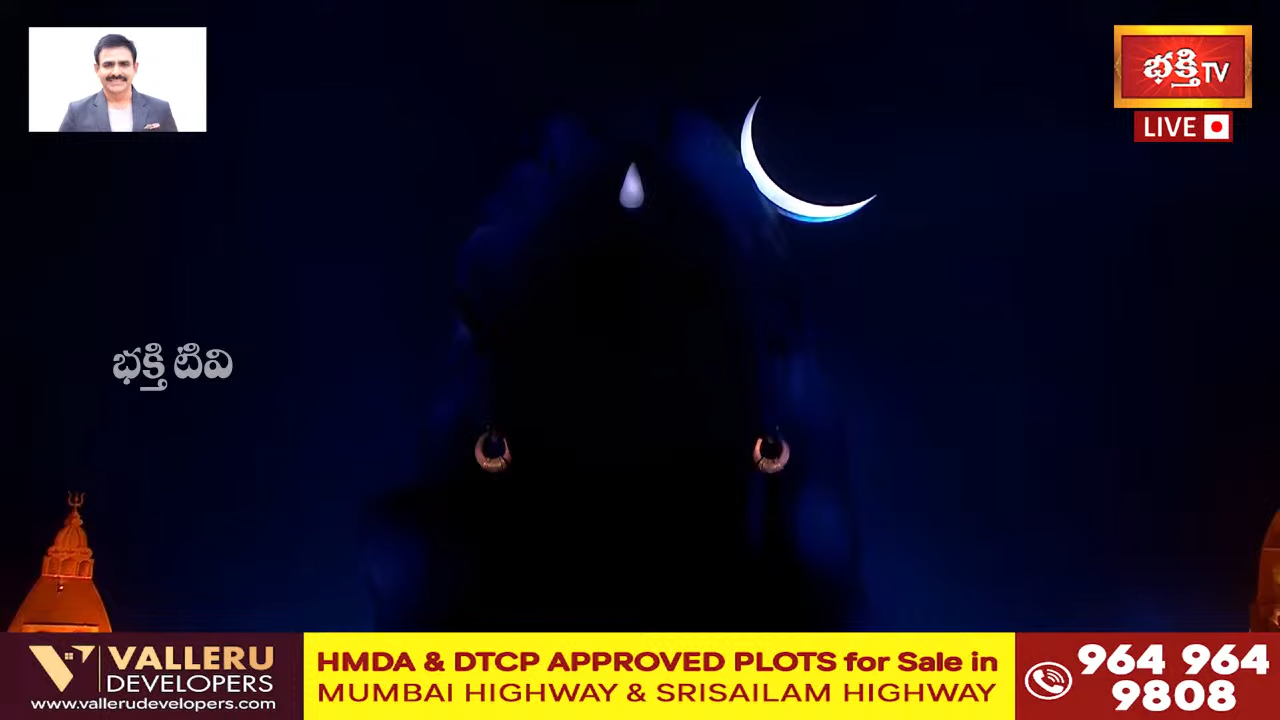 భక్తి TV
LIVE
భక్తి టివి
VALLERU
DEVELOPERS
www.vallerudevelopers.com
HMDA & DTCP APPROVED PLOTS for Sale in
MUMBAI HIGHWAY & SRISAILAM HIGHWAY
964 964
9808